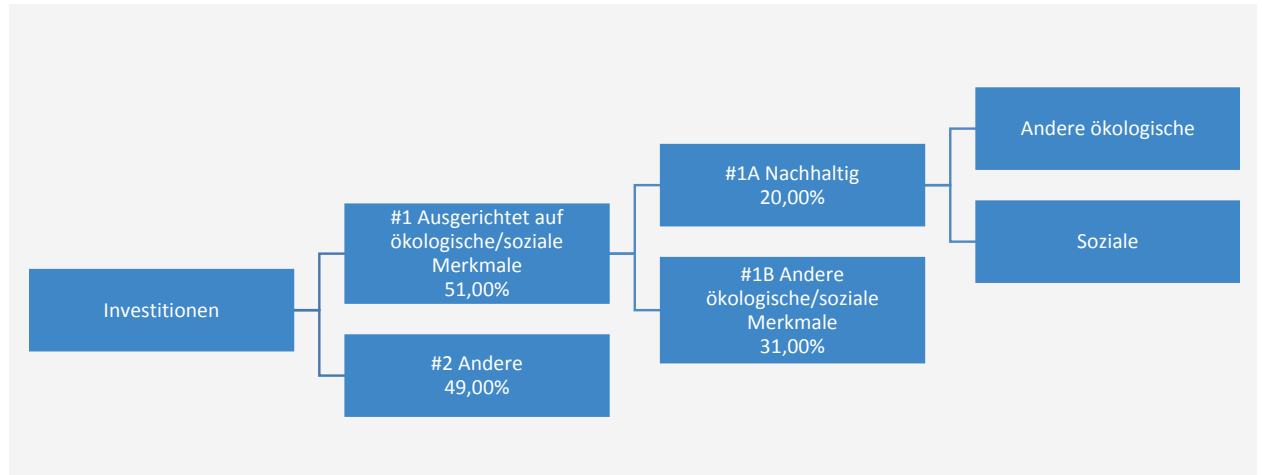 Investitionen
#1 Ausgerichtet auf
ökologische/soziale
Merkmale
51,00%
#2 Andere
49,00%
#1A Nachhaltig
20,00%
#1B Andere
ökologische/soziale
Merkmale
31,00%
Andere ökologische
Soziale